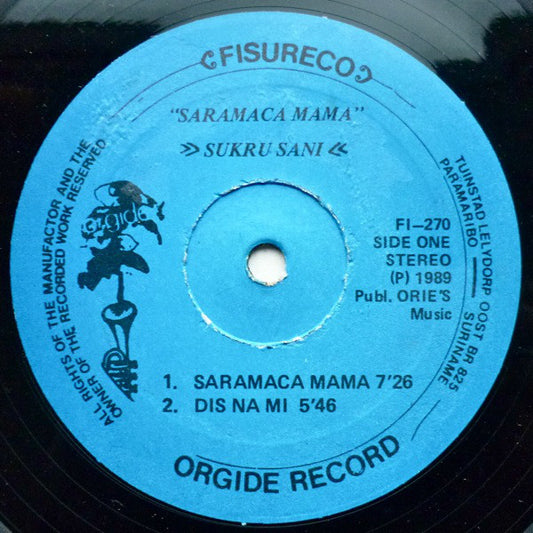 FISURECO
"SARAMACA MAMA"
SUKRU SANI
orgide
FI–270
SIDE ONE
STEREO
(P) 1989
Publ. ORIE'S
Music
1. SARAMACA MAMA 7'26
2. DIS NA MI 5'46
ORGIDE RECORD
ALL RIGHTS OF THE MANUFACTOR AND THE
OWNER OF THE RECORDED WORK RESERVED
TUINSTAD LELYDORP OOST BR 825
PARAMARIBO — SURINAME